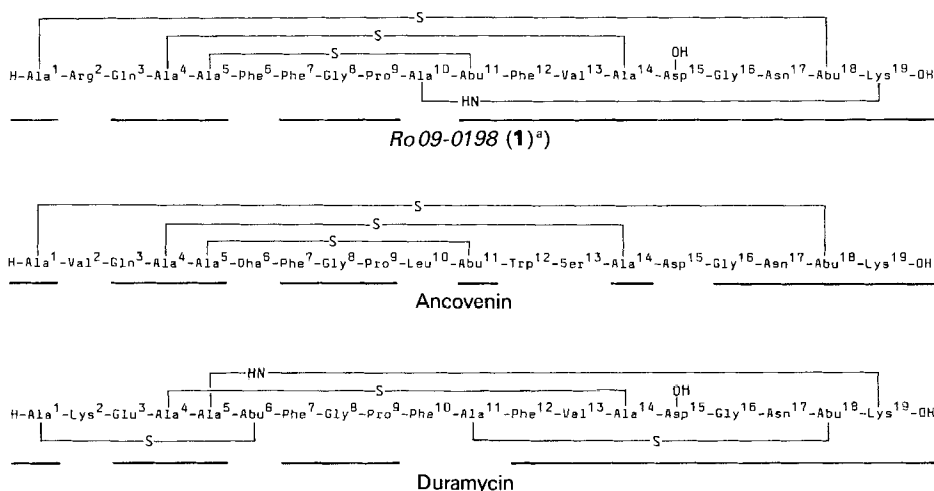 S
S
S
OH
H-Ala¹-Arg²-Gln³-Ala⁴-Ala⁵-Phe⁶-Phe⁷-Gly⁸-Pro⁹-Ala¹⁰-Abu¹¹-Phe¹²-Val¹³-Ala¹⁴-Asp¹⁵-Gly¹⁶-Asn¹⁷-Abu¹⁸-Lys¹⁹-OH
HN
Ro 09-0198 (1)ᵃ)
S
S
S
H-Ala¹-Val²-Gln³-Ala⁴-Ala⁵-Dha⁶-Phe⁷-Gly⁸-Pro⁹-Leu¹⁰-Abu¹¹-Trp¹²-Ser¹³-Ala¹⁴-Asp¹⁵-Gly¹⁶-Asn¹⁷-Abu¹⁸-Lys¹⁹-OH
Ancovenin
HN
S
OH
H-Ala¹-Lys²-Glu³-Ala⁴-Ala⁵-Abu⁶-Phe⁷-Gly⁸-Pro⁹-Phe¹⁰-Ala¹¹-Phe¹²-Val¹³-Ala¹⁴-Asp¹⁵-Gly¹⁶-Asn¹⁷-Abu¹⁸-Lys¹⁹-OH
S S
Duramycin